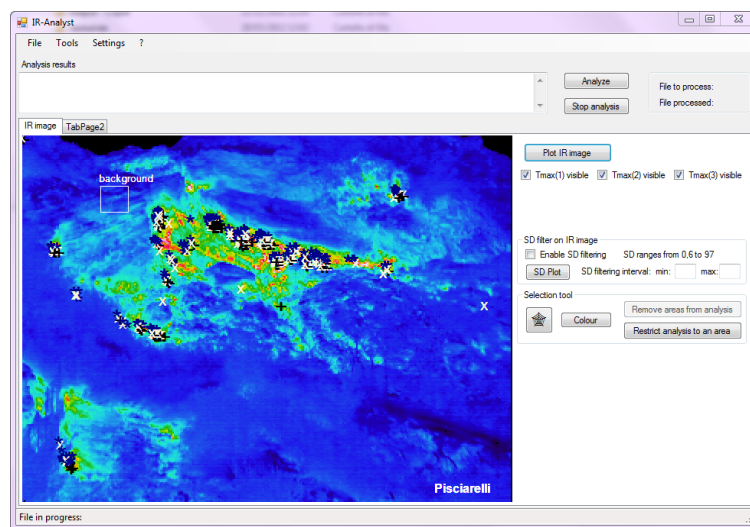 IR-Analyst
File Tools Settings ?
Analysis results
Analyze
File to process:
Stop analysis
File processed:
IR image TabPage2
Plot IR image
background
Tmax(1) visible Tmax(2) visible Tmax(3) visible
SD filter on IR image
Enable SD filtering SD ranges from 0,6 to 97
SD Plot SD filtering interval: min: max:
Selection tool
Remove areas from analysis
Colour
Restrict analysis to an area
Pisciarelli
File in progress: